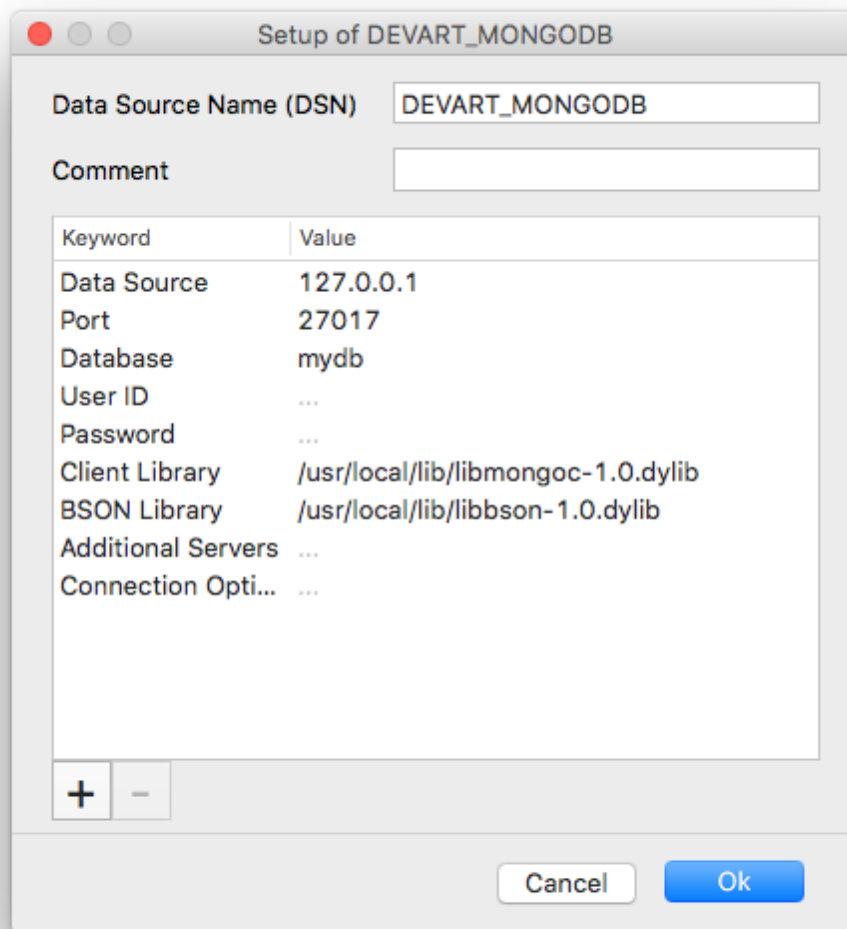 Setup of DEVART_MONGODB
Data Source Name (DSN) DEVART_MONGODB
Comment
Keyword Value
Data Source 127.0.0.1
Port 27017
Database mydb
User ID ...
Password ...
Client Library /usr/local/lib/libmongoc-1.0.dylib
BSON Library /usr/local/lib/libbson-1.0.dylib
Additional Servers ...
Connection Opti... ...
+ -
Cancel Ok